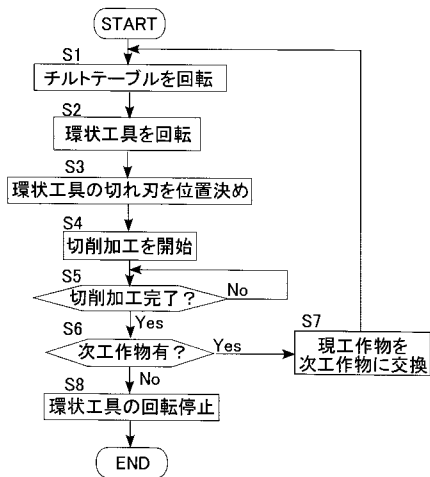 START
S1
チルトテーブルを回転
S2
環状工具を回転
S3
環状工具の切れ刃を位置決め
S4
切削加工を開始
S5
切削加工完了？
No
Yes
S6
次工作物有？
Yes
S7
現工作物を
次工作物に交換
No
S8
環状工具の回転停止
END